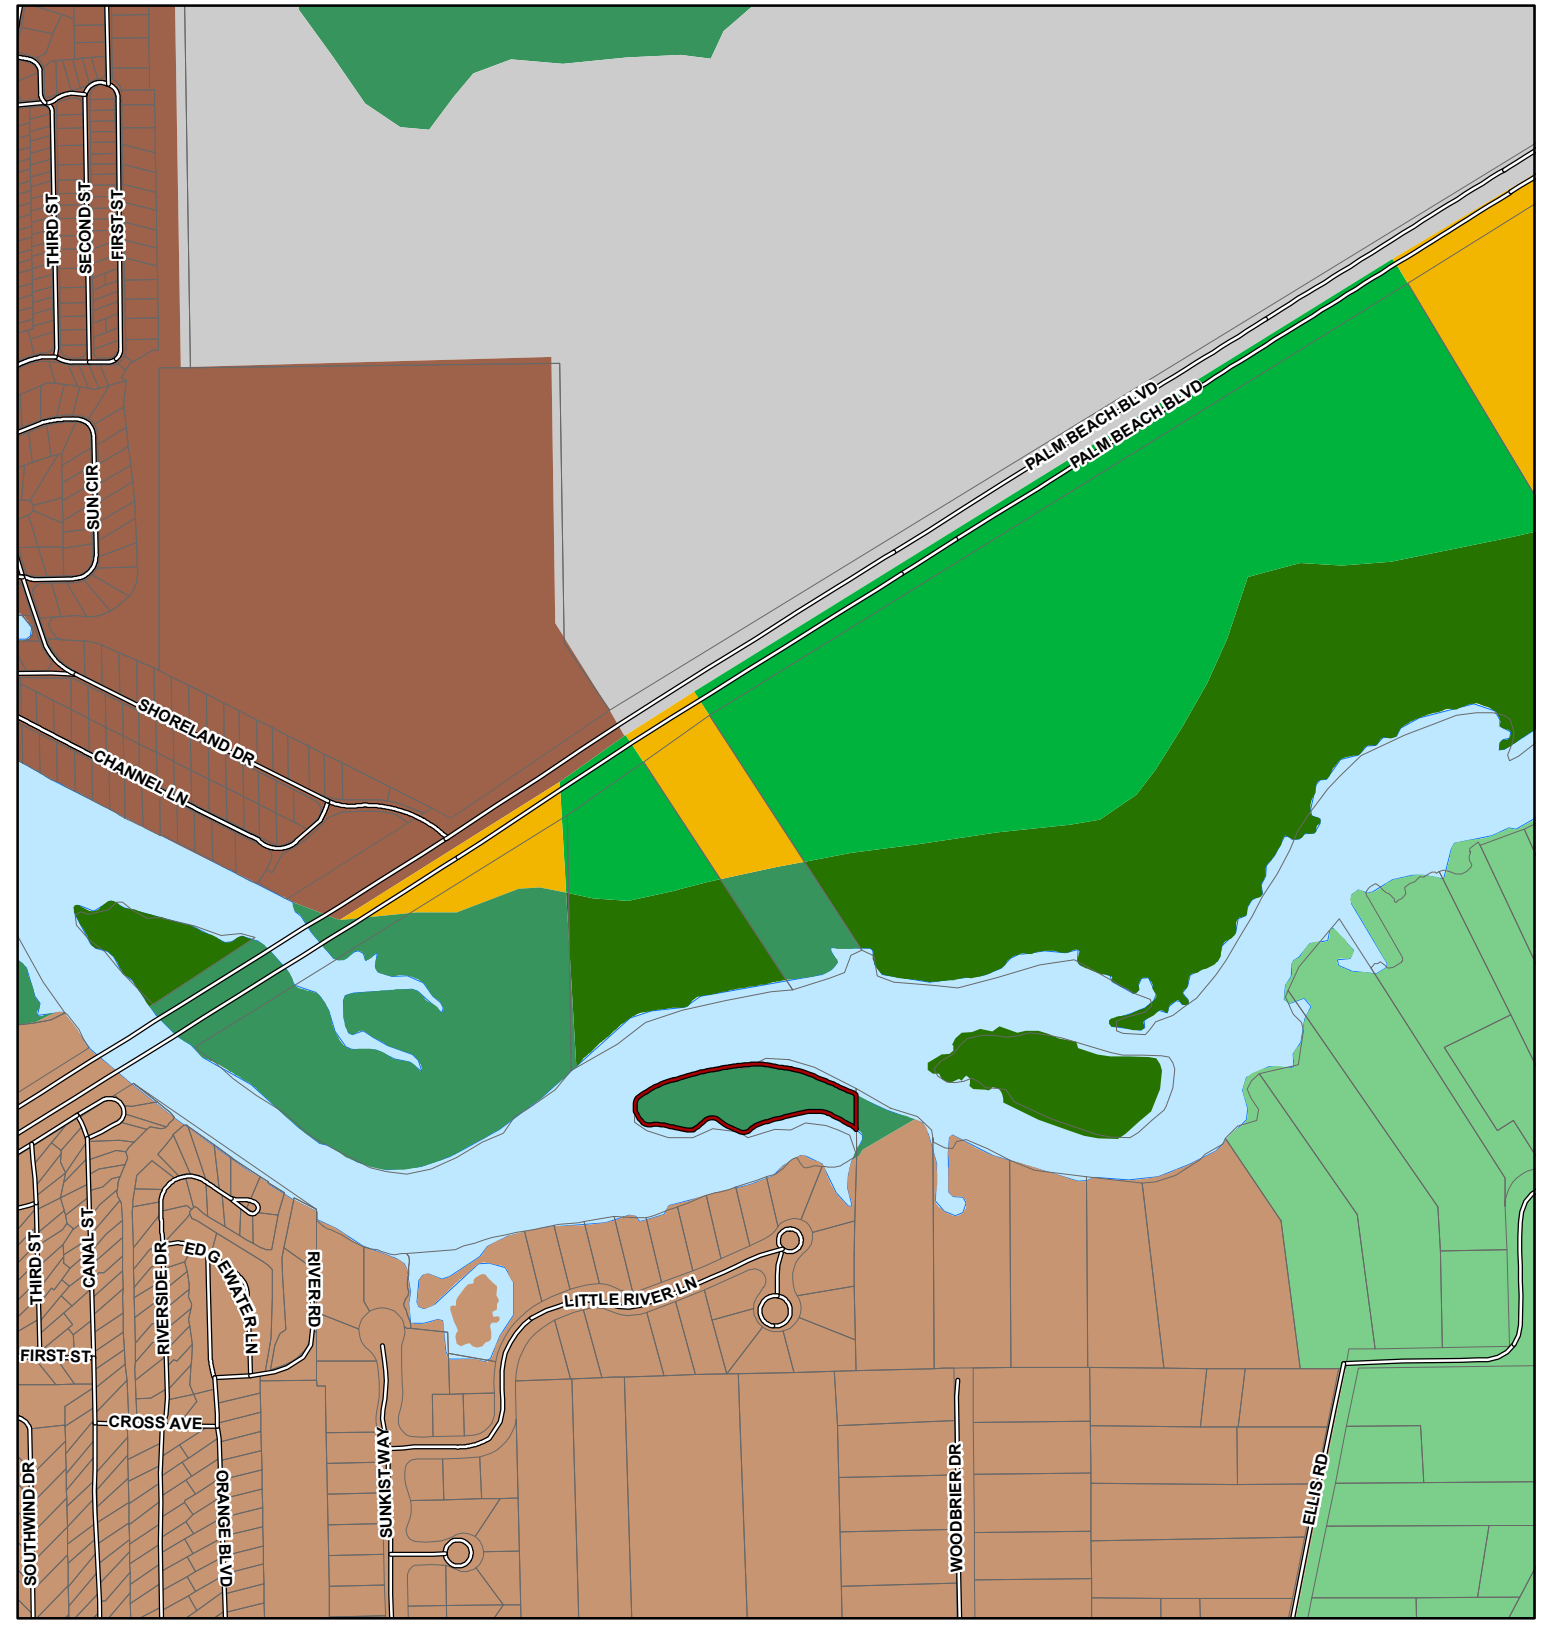 THIRD ST
SECOND ST
FIRST ST
SUN CIR
PALM BEACH BLVD
PALM BEACH BLVD
SHORELAND DR
CHANNEL LN
THIRD ST
CANAL ST
RIVERSIDE DR
EDGEWATER LN
RIVER RD
LITTLE RIVER LN
FIRST ST
CROSS AVE
SOUTHWIND DR
ORANGE BLVD
SUNKIST WAY
WOODBRIER DR
ELLIS RD